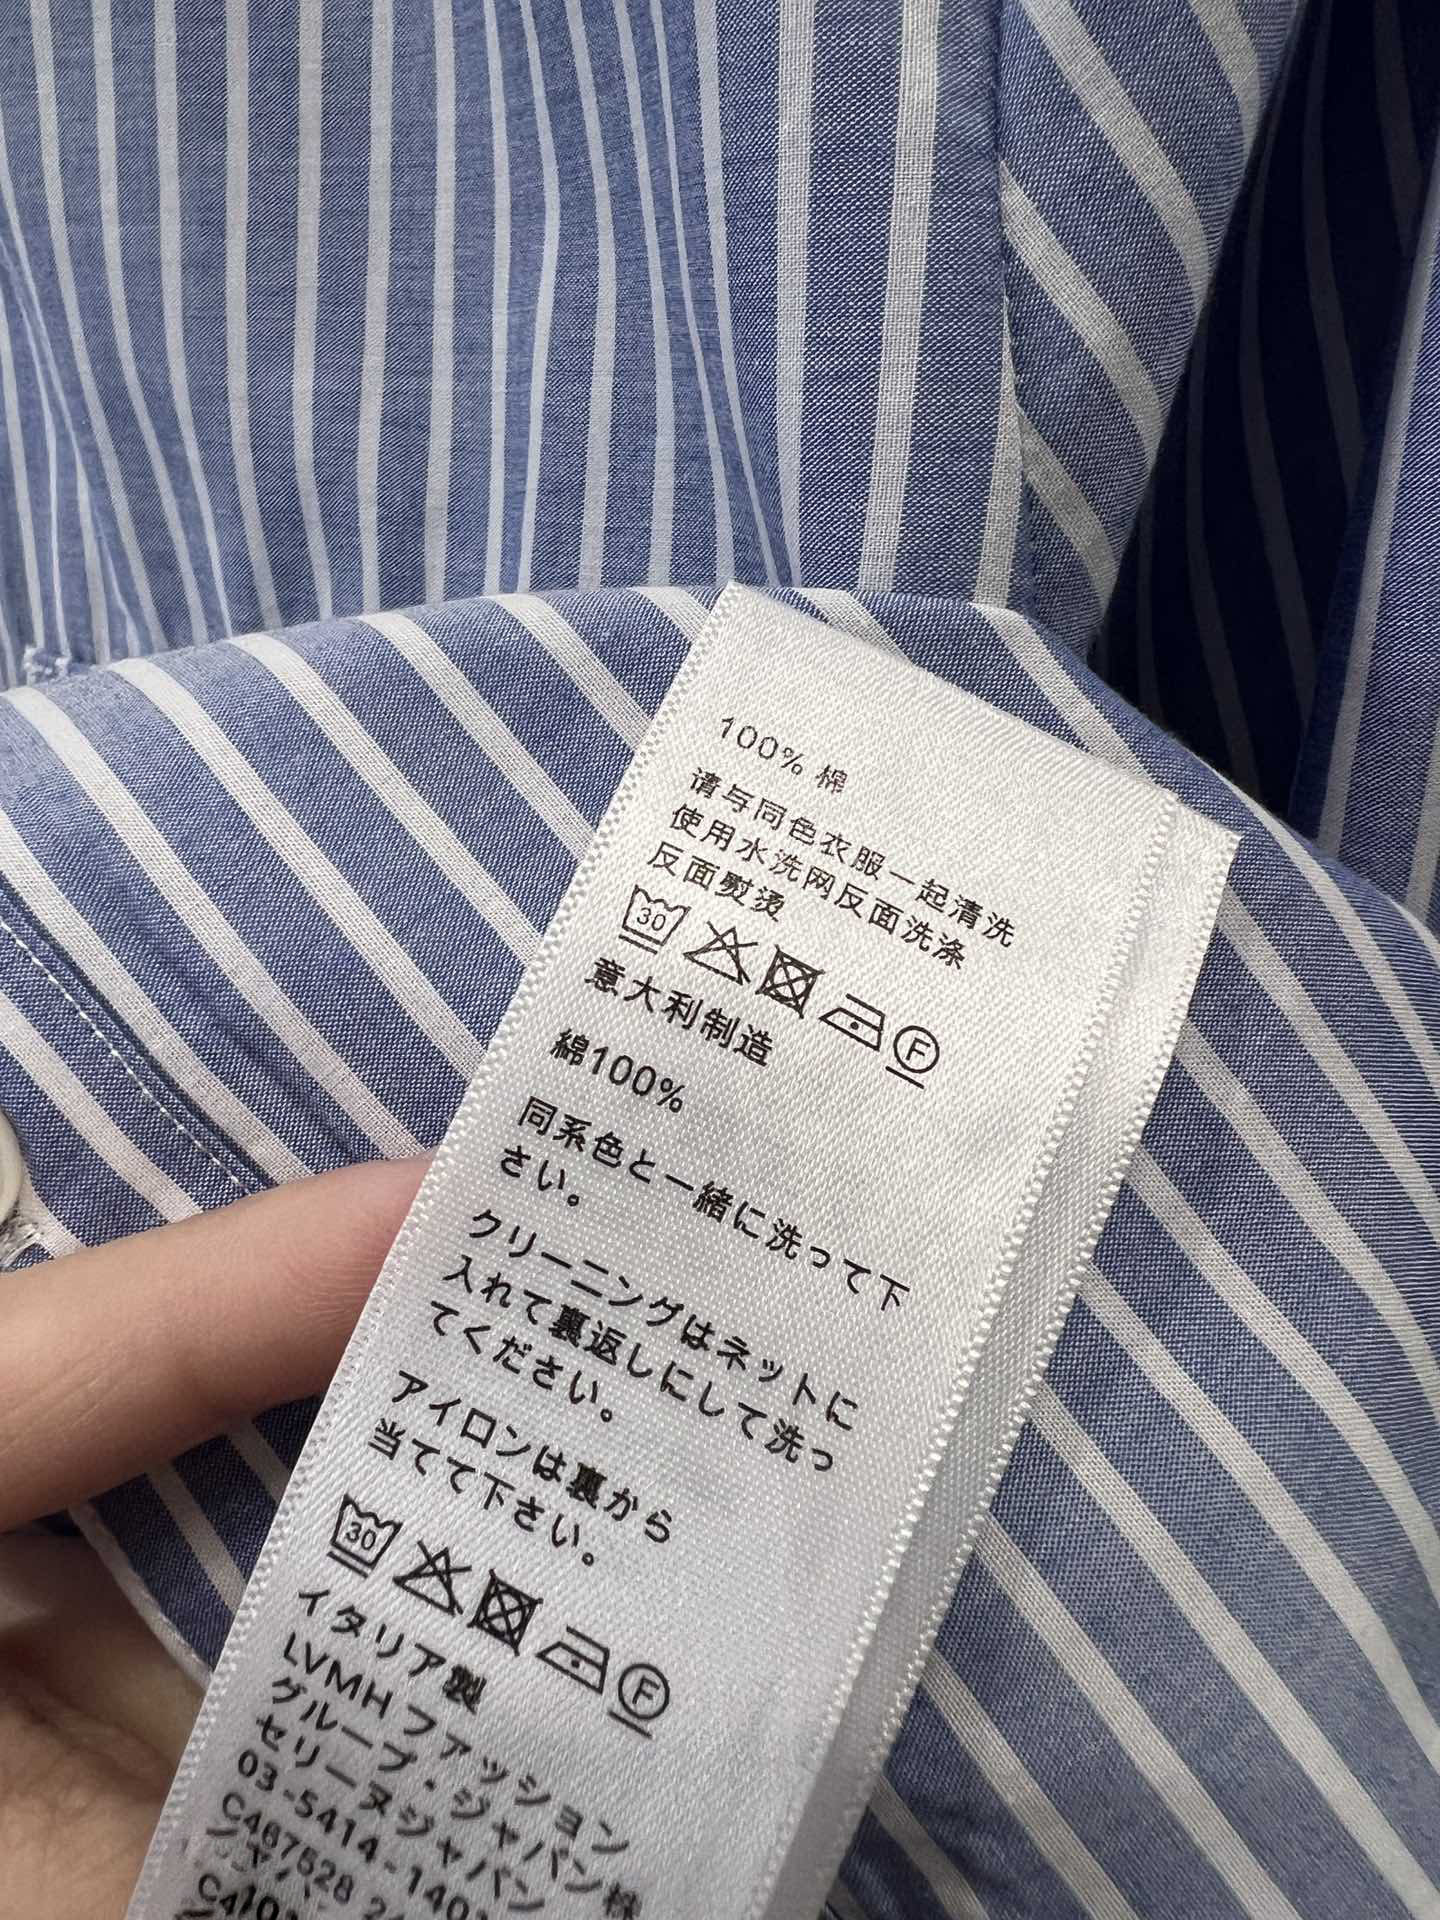 100% 棉
请与同色衣服一起清洗
使用水洗网反面洗涤
反面熨烫
30
F
意大利制造
綿100%
同系色と一緒に洗って下
さい。
クリーニングはネットに
入れて裏返しにして洗っ
てください。
アイロンは裏から
当てて下さい。
30
F
イタリア製
LVMH ファッション
グループ・ジャパン株
セリーヌジャパン
03-5414-140
C467628